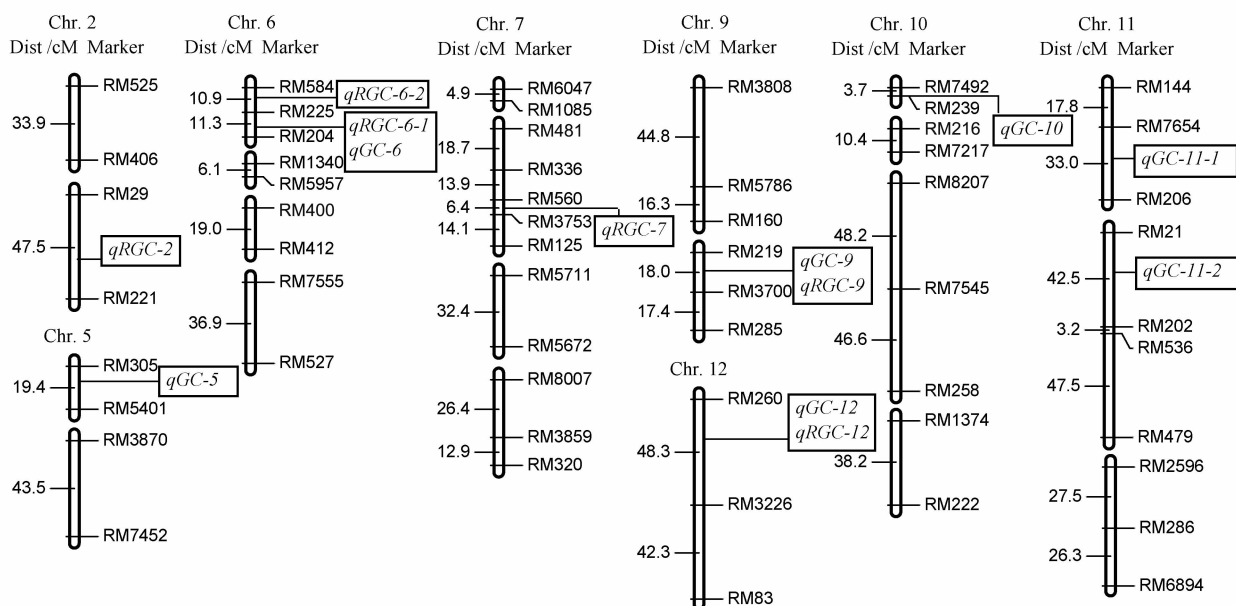 Chr. 2
Dist /cM Marker
RM525
33.9
RM406
RM29
47.5
qRGC-2
RM221
Chr. 5
RM305
qGC-5
19.4
RM5401
RM3870
43.5
RM7452
Chr. 6
Dist /cM Marker
RM584
10.9
qRGC-6-2
RM225
11.3
qRGC-6-1
RM204
qGC-6
RM1340
6.1
RM5957
RM400
19.0
RM412
RM7555
36.9
RM527
Chr. 7
Dist /cM Marker
RM6047
4.9
RM1085
RM481
18.7
RM336
13.9
RM560
6.4
RM3753
qRGC-7
14.1
RM125
RM5711
32.4
RM5672
RM8007
26.4
RM3859
12.9
RM320
Chr. 9
Dist /cM Marker
RM3808
44.8
RM5786
16.3
RM160
RM219
qGC-9
18.0
qRGC-9
RM3700
17.4
RM285
Chr. 12
RM260
qGC-12
qRGC-12
48.3
RM3226
42.3
RM83
Chr. 10
Dist /cM Marker
RM7492
3.7
RM239
qGC-10
RM216
10.4
RM7217
RM8207
48.2
RM7545
46.6
RM258
RM1374
38.2
RM222
Chr. 11
Dist /cM Marker
RM144
17.8
RM7654
33.0
qGC-11-1
RM206
RM21
42.5
qGC-11-2
RM202
3.2
RM536
47.5
RM479
RM2596
27.5
RM286
26.3
RM6894